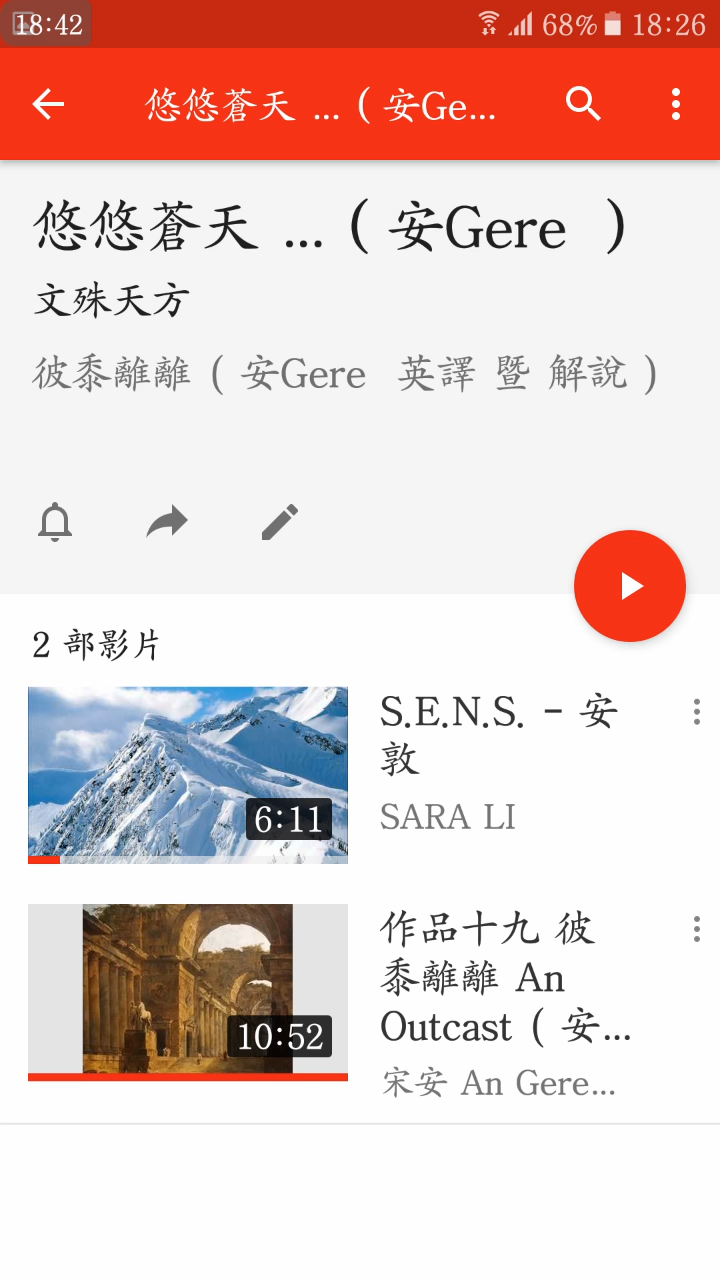 18:42 68% 18:26
悠悠蒼天 ... ( 安Ge...
悠悠蒼天 ... ( 安Gere )
文殊天方
彼黍離離 ( 安Gere 英譯 暨 解說 )
2 部影片
S.E.N.S. - 安
敦
SARA LI
6:11
作品十九 彼
黍離離 An
Outcast ( 安...
宋安 An Gere...
10:52